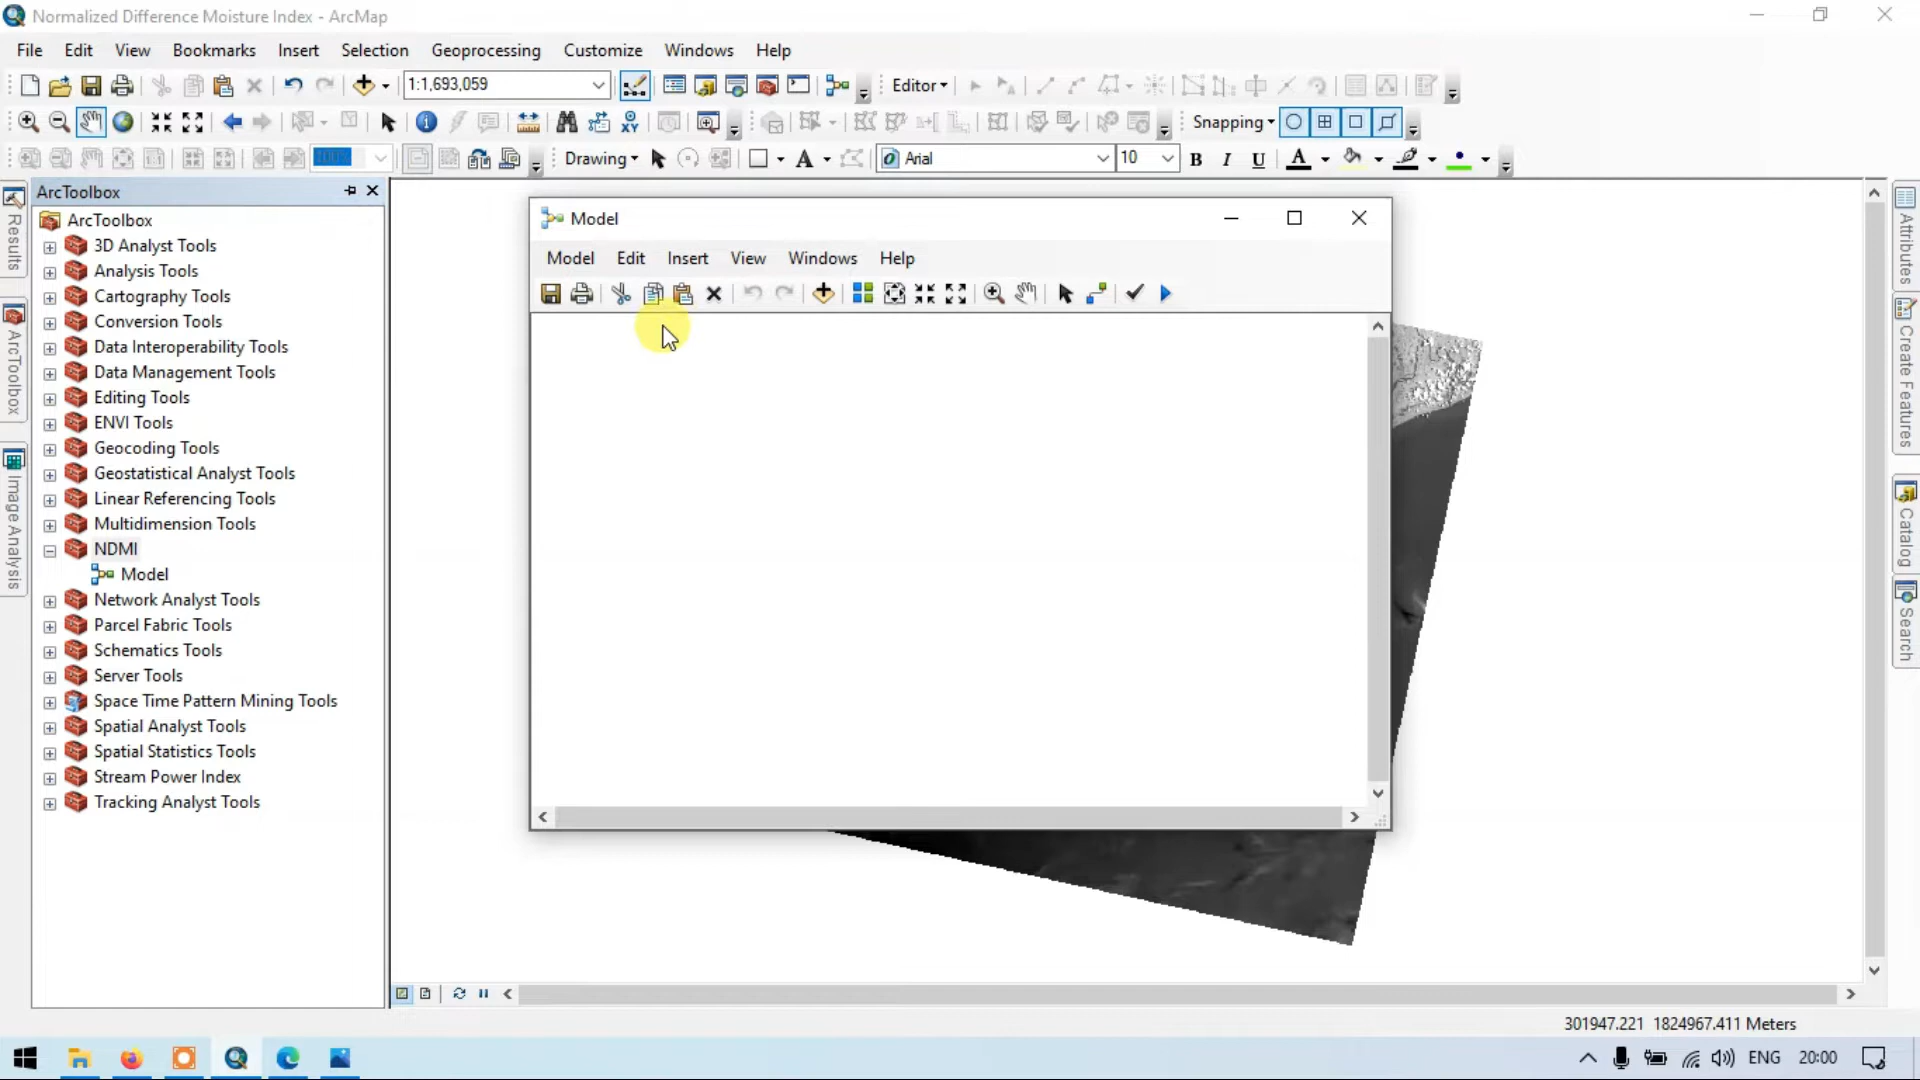 Normalized Difference Moisture Index - ArcMap
File Edit View Bookmarks Insert Selection Geoprocessing Customize Windows Help
1:1,693,059 Editor
Snapping
100% Drawing A Arial 10 B I U A
ArcToolbox
Results
ArcToolbox
Image Analysis
ArcToolbox
3D Analyst Tools
Analysis Tools
Cartography Tools
Conversion Tools
Data Interoperability Tools
Data Management Tools
Editing Tools
ENVI Tools
Geocoding Tools
Geostatistical Analyst Tools
Linear Referencing Tools
Multidimension Tools
NDMI
Model
Network Analyst Tools
Parcel Fabric Tools
Schematics Tools
Server Tools
Space Time Pattern Mining Tools
Spatial Analyst Tools
Spatial Statistics Tools
Stream Power Index
Tracking Analyst Tools
Model
Model Edit Insert View Windows Help
Attributes
Create Features
Catalog
Search
301947.221 1824967.411 Meters
ENG 20:00